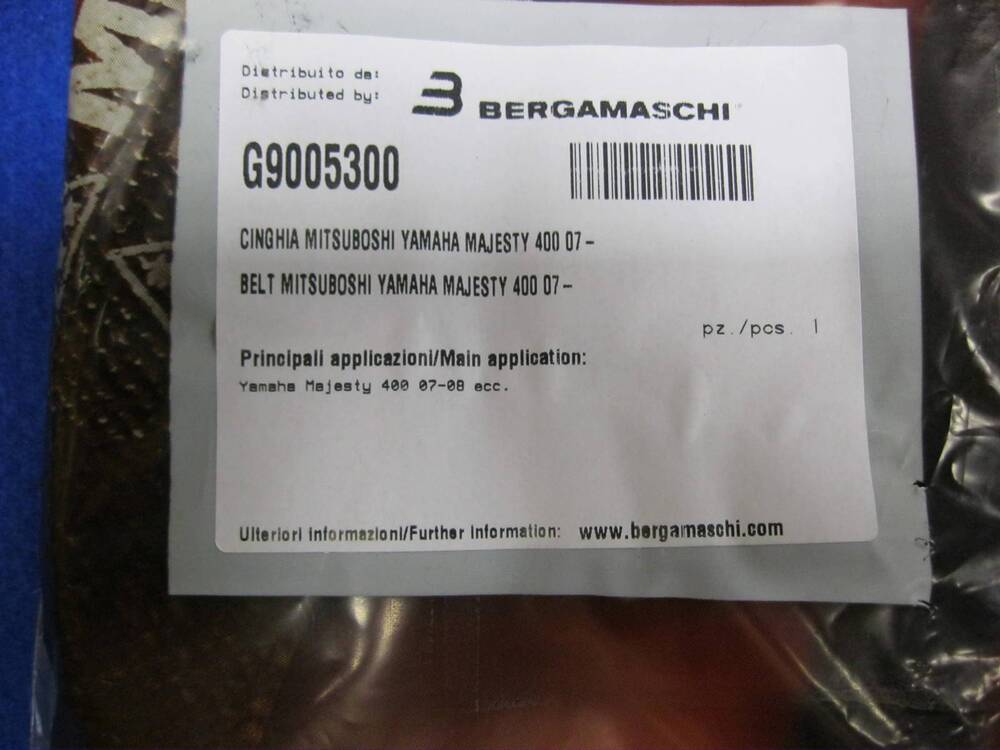 Distribuito da:
Distributed by:
BERGAMASCHI
G9005300
CINGHIA MITSUBOSHI YAMAHA MAJESTY 400 07-
BELT MITSUBOSHI YAMAHA MAJESTY 400 07-
pz./pcs. 1
Principali applicazioni/Main application:
Yamaha Majesty 400 07-08 ecc.
Ulteriori informazioni/Further information: www.bergamaschi.com